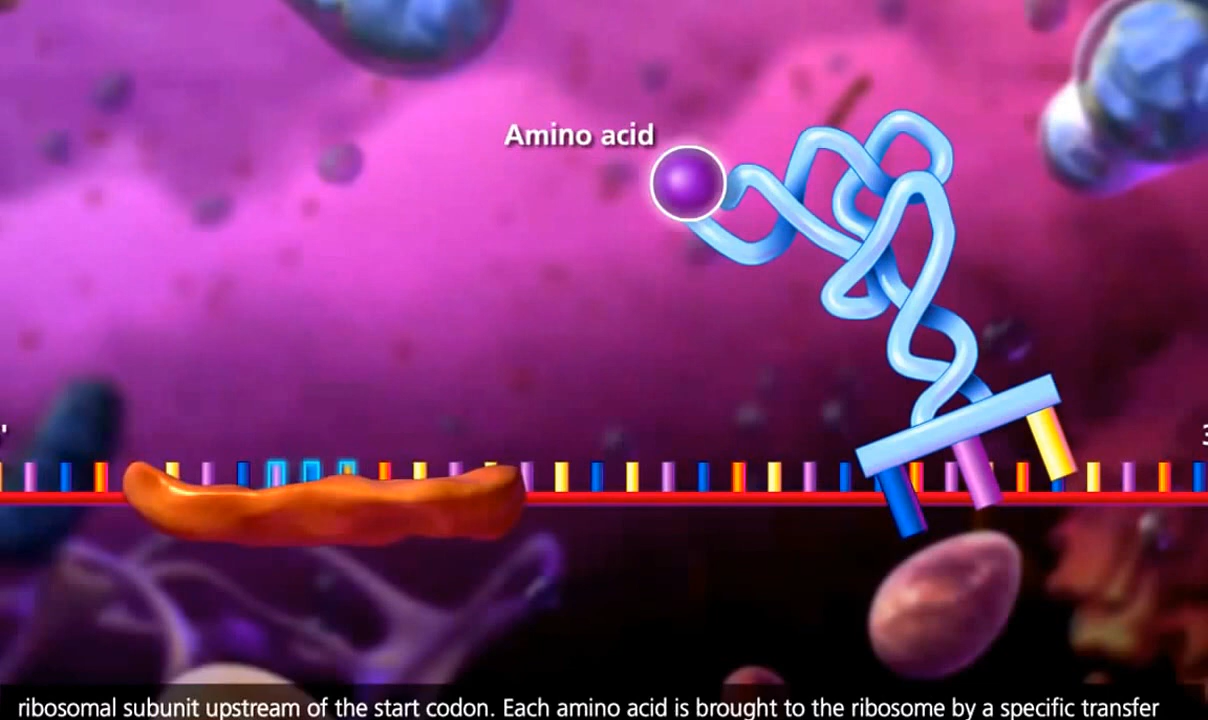 Amino acid
'
3
ribosomal subunit upstream of the start codon. Each amino acid is brought to the ribosome by a specific transfer